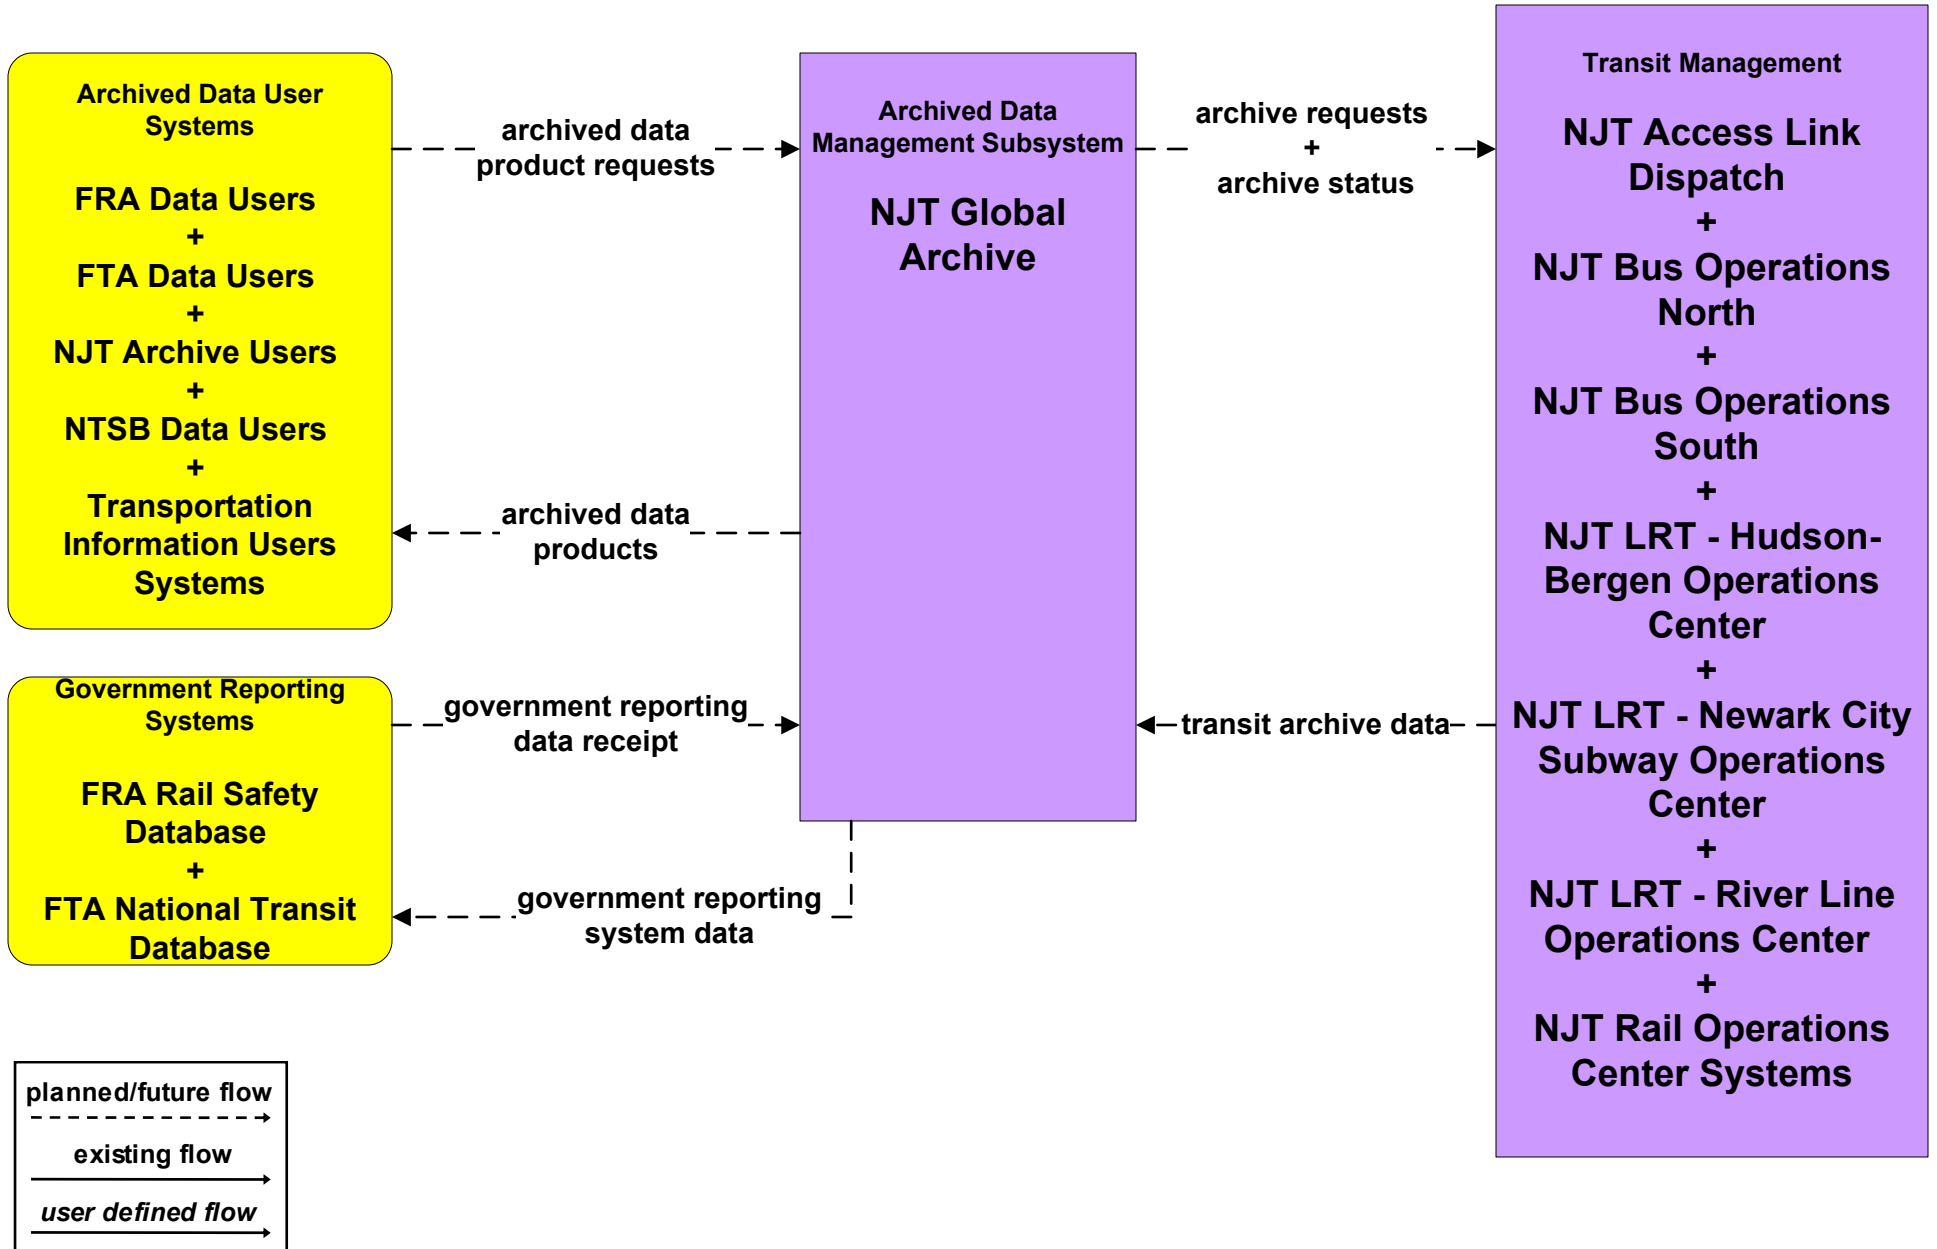 Archived Data User
Systems
FRA Data Users
+
FTA Data Users
+
NJT Archive Users
+
NTSB Data Users
+
Transportation
Information Users
Systems
archived data
product requests
archived data
products
Government Reporting
Systems
FRA Rail Safety
Database
+
FTA National Transit
Database
government reporting
data receipt
government reporting
system data
Archived Data
Management Subsystem
NJT Global
Archive
archive requests
+
archive status
transit archive data
Transit Management
NJT Access Link
Dispatch
+
NJT Bus Operations
North
+
NJT Bus Operations
South
+
NJT LRT - Hudson-
Bergen Operations
Center
+
NJT LRT - Newark City
Subway Operations
Center
+
NJT LRT - River Line
Operations Center
+
NJT Rail Operations
Center Systems
planned/future flow
existing flow
user defined flow